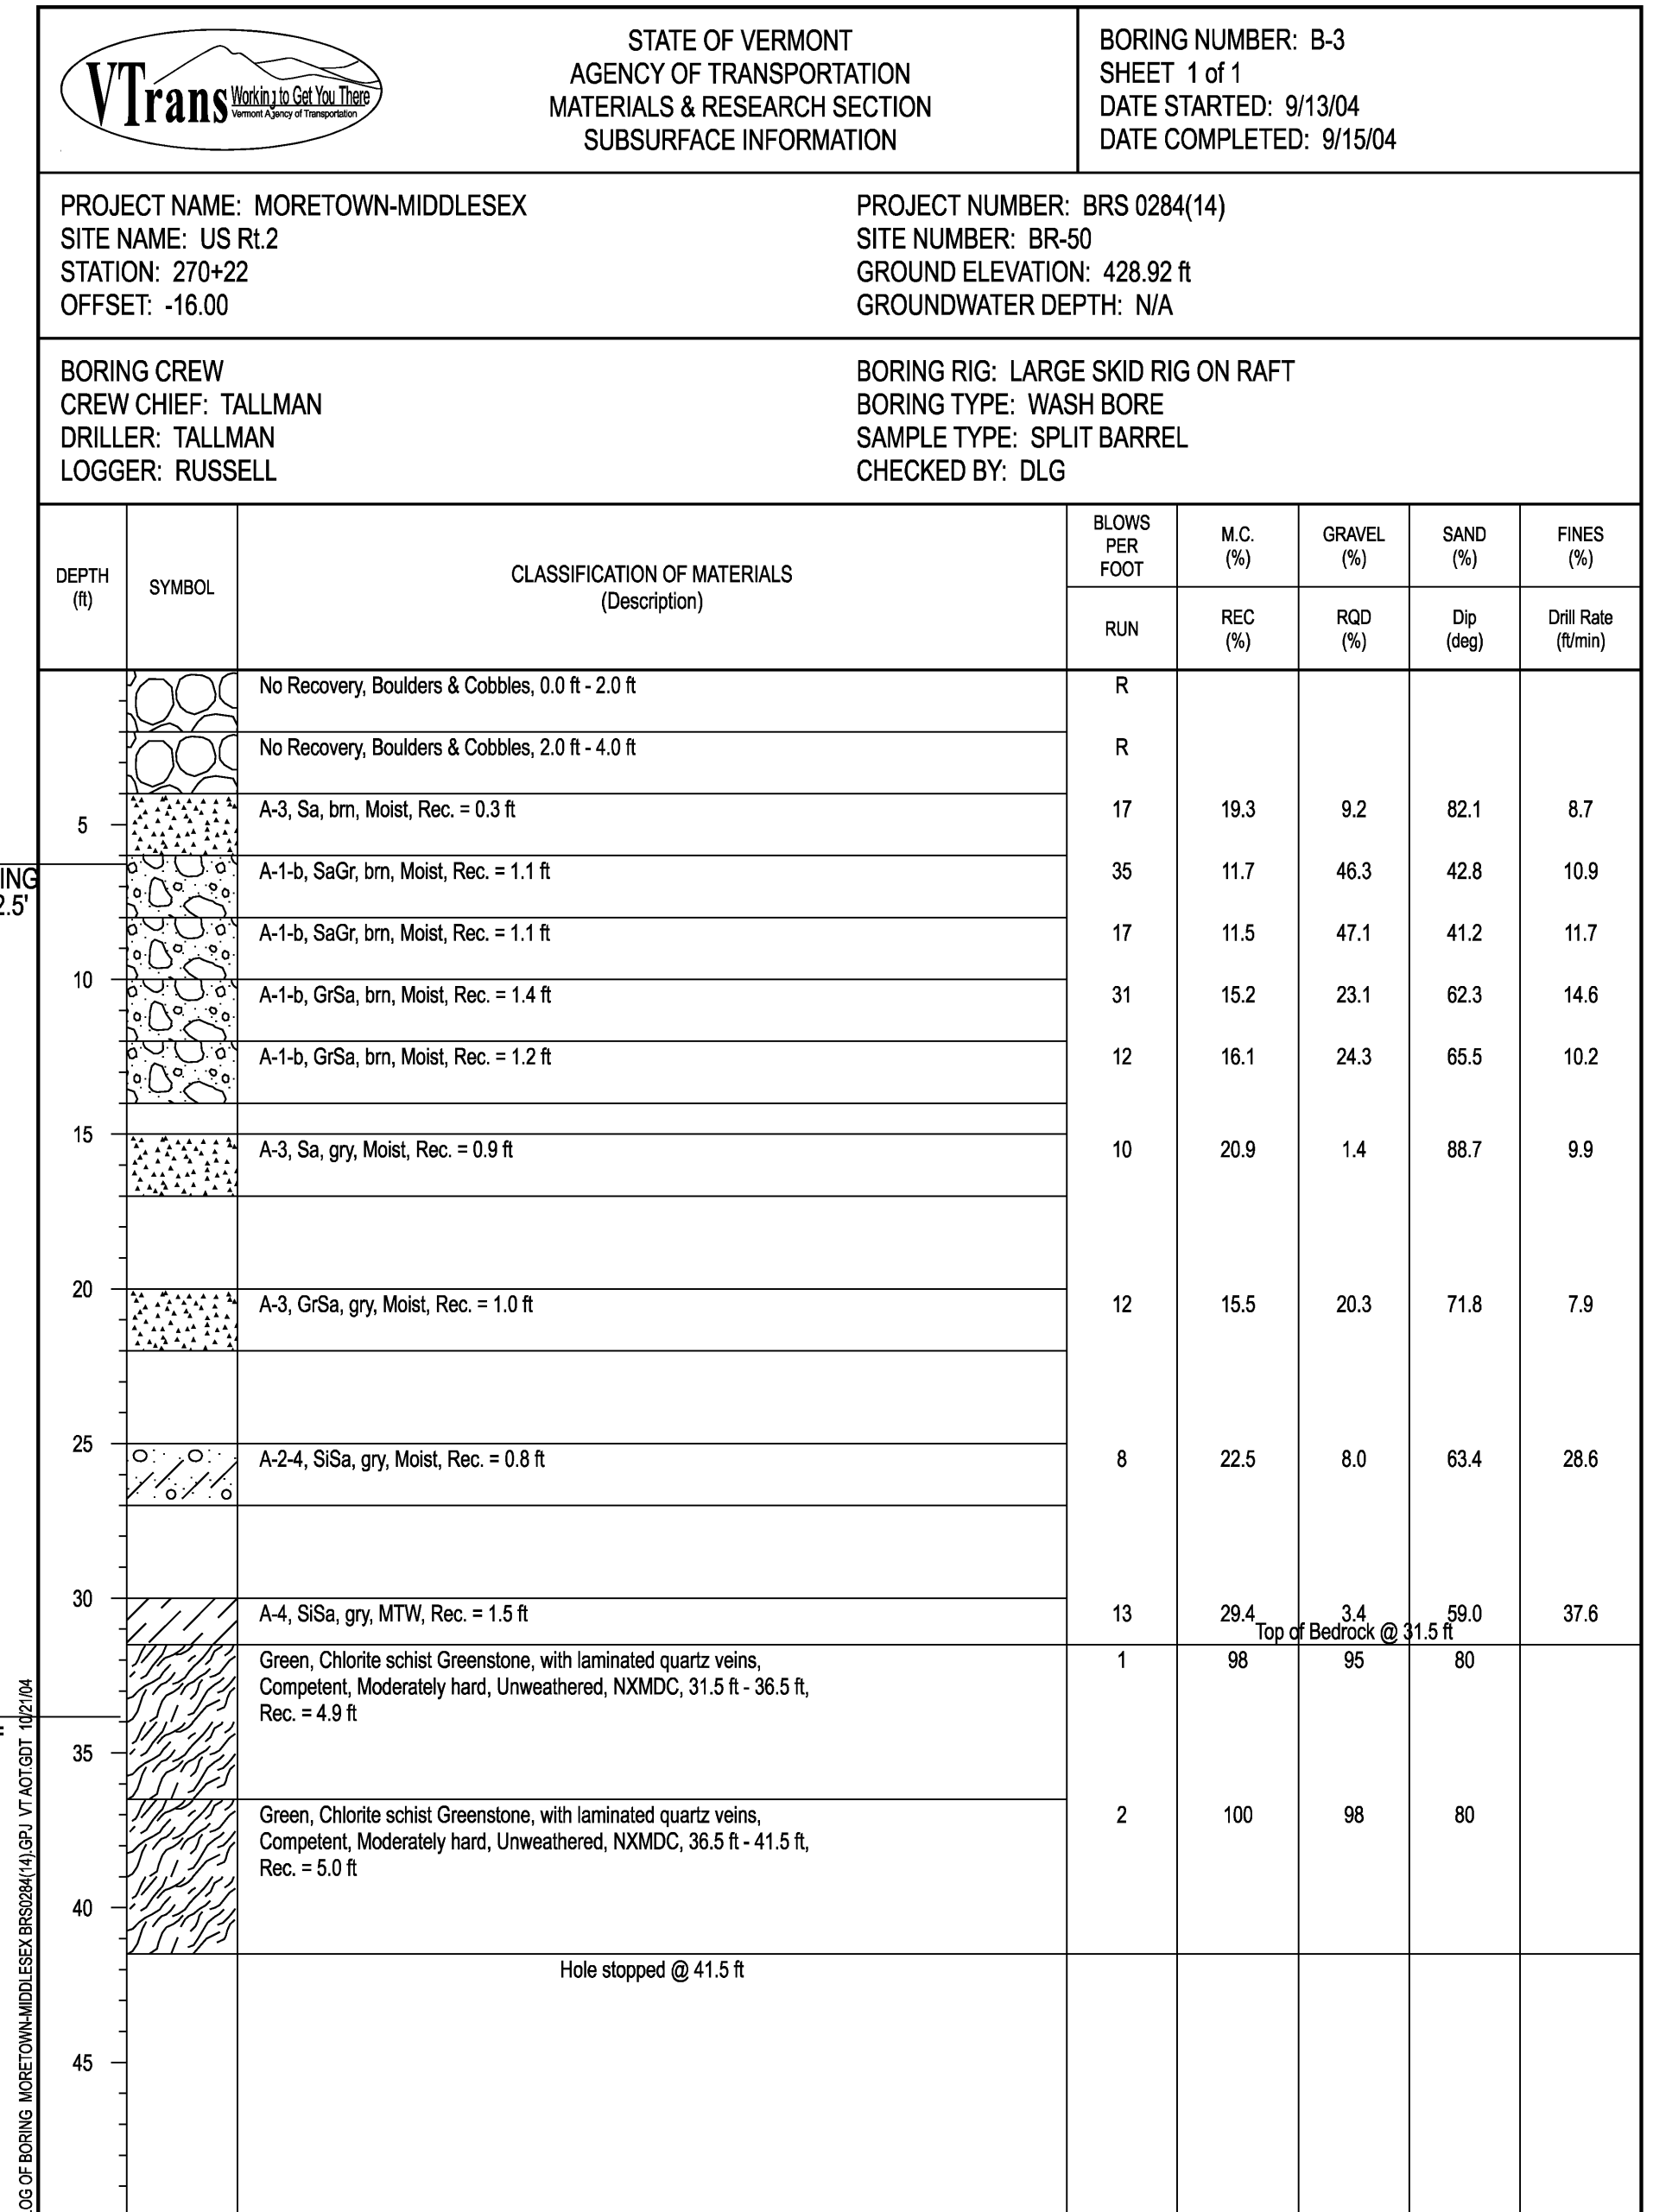 VTrans Working to Get You There
Vermont Agency of Transportation
STATE OF VERMONT
AGENCY OF TRANSPORTATION
MATERIALS & RESEARCH SECTION
SUBSURFACE INFORMATION
BORING NUMBER: B-3
SHEET 1 of 1
DATE STARTED: 9/13/04
DATE COMPLETED: 9/15/04
PROJECT NAME: MORETOWN-MIDDLESEX
SITE NAME: US Rt.2
STATION: 270+22
OFFSET: -16.00
PROJECT NUMBER: BRS 0284(14)
SITE NUMBER: BR-50
GROUND ELEVATION: 428.92 ft
GROUNDWATER DEPTH: N/A
BORING CREW
CREW CHIEF: TALLMAN
DRILLER: TALLMAN
LOGGER: RUSSELL
BORING RIG: LARGE SKID RIG ON RAFT
BORING TYPE: WASH BORE
SAMPLE TYPE: SPLIT BARREL
CHECKED BY: DLG
DEPTH
(ft)
SYMBOL
CLASSIFICATION OF MATERIALS
(Description)
BLOWS
PER
FOOT
RUN
M.C.
(%)
REC
(%)
GRAVEL
(%)
RQD
(%)
SAND
(%)
Dip
(deg)
FINES
(%)
Drill Rate
(ft/min)
No Recovery, Boulders & Cobbles, 0.0 ft - 2.0 ft R
No Recovery, Boulders & Cobbles, 2.0 ft - 4.0 ft R
A-3, Sa, brn, Moist, Rec. = 0.3 ft 17 19.3 9.2 82.1 8.7
5
A-1-b, SaGr, brn, Moist, Rec. = 1.1 ft 35 11.7 46.3 42.8 10.9
ING
2.5'
A-1-b, SaGr, brn, Moist, Rec. = 1.1 ft 17 11.5 47.1 41.2 11.7
10
A-1-b, GrSa, brn, Moist, Rec. = 1.4 ft 31 15.2 23.1 62.3 14.6
A-1-b, GrSa, brn, Moist, Rec. = 1.2 ft 12 16.1 24.3 65.5 10.2
15
A-3, Sa, gry, Moist, Rec. = 0.9 ft 10 20.9 1.4 88.7 9.9
20
A-3, GrSa, gry, Moist, Rec. = 1.0 ft 12 15.5 20.3 71.8 7.9
25
A-2-4, SiSa, gry, Moist, Rec. = 0.8 ft 8 22.5 8.0 63.4 28.6
30
A-4, SiSa, gry, MTW, Rec. = 1.5 ft 13 29.4 3.4 59.0 37.6
Top of Bedrock @ 31.5 ft
Green, Chlorite schist Greenstone, with laminated quartz veins, 1 98 95 80
Competent, Moderately hard, Unweathered, NXMDC, 31.5 ft - 36.5 ft,
Rec. = 4.9 ft
35
Green, Chlorite schist Greenstone, with laminated quartz veins, 2 100 98 80
Competent, Moderately hard, Unweathered, NXMDC, 36.5 ft - 41.5 ft,
Rec. = 5.0 ft
40
Hole stopped @ 41.5 ft
45
OG OF BORING MORETOWN-MIDDLESEX BRS0284(14).GPJ VT AOT.GDT 10/21/04